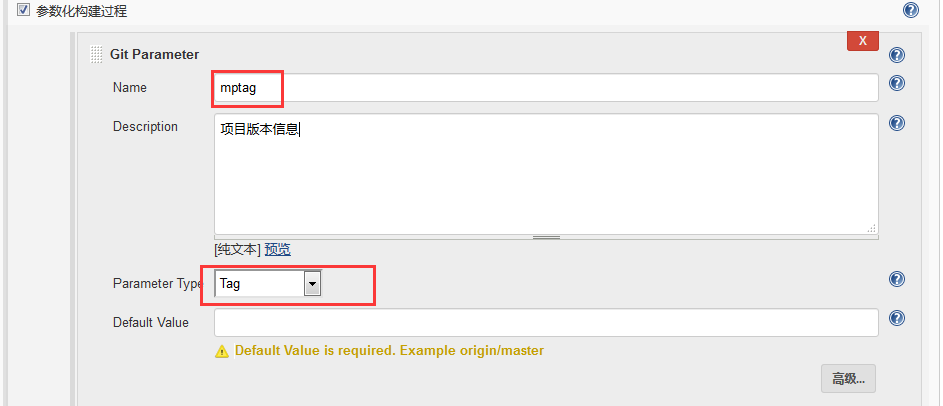 参数化构建过程
X
Git Parameter
Name
mptag
Description
项目版本信息
[纯文本] 预览
Parameter Type
Tag
Default Value
Default Value is required. Example origin/master
高级...